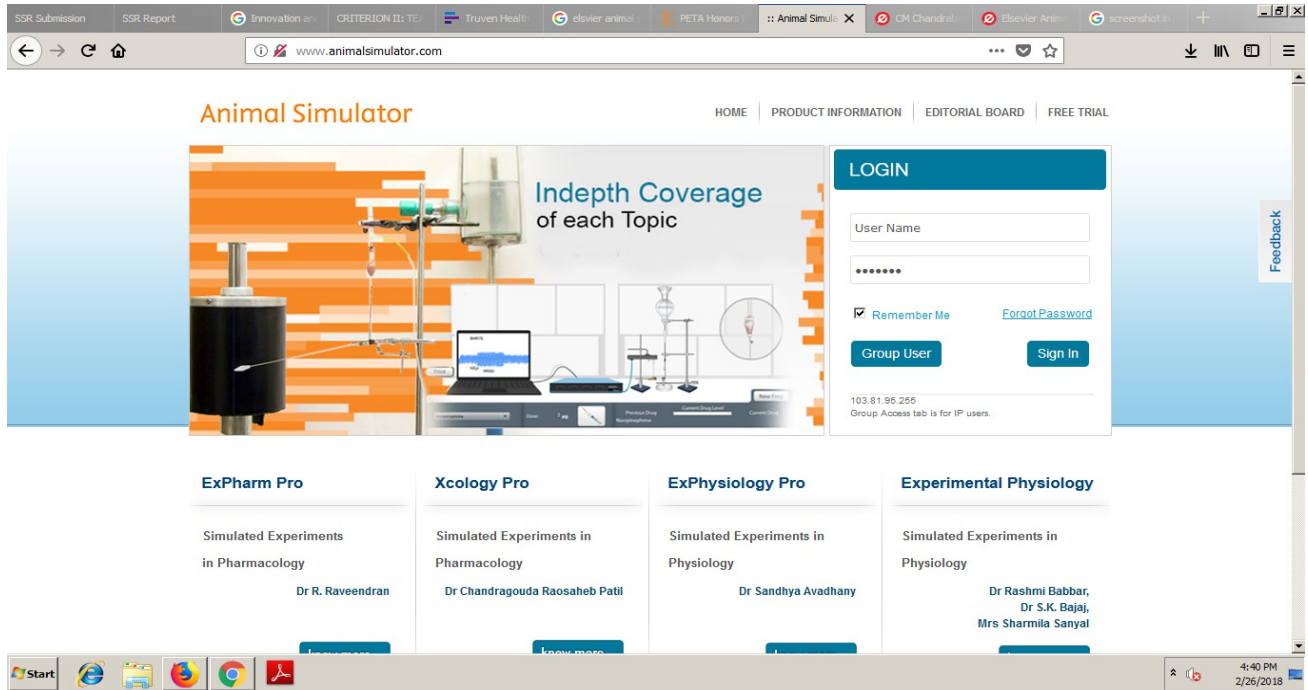 SSR Submission
SSR Report
Innovation an
CRITERION II: TEA
Truven Health
elsvier animal
PETA Honors
:: Animal Simula
CM Chandrab
Elsevier Anim
screenshot in
www.animalsimulator.com
Animal Simulator
HOME
PRODUCT INFORMATION
EDITORIAL BOARD
FREE TRIAL
Indepth Coverage
of each Topic
LOGIN
User Name
Remember Me
Forgot Password
Group User
Sign In
103.81.95.255
Group Access tab is for IP users.
Feedback
ExPharm Pro
Simulated Experiments
in Pharmacology
Dr R. Raveendran
Xcology Pro
Simulated Experiments in
Pharmacology
Dr Chandragouda Raosaheb Patil
ExPhysiology Pro
Simulated Experiments in
Physiology
Dr Sandhya Avadhany
Experimental Physiology
Simulated Experiments in
Physiology
Dr Rashmi Babbar,
Dr S.K. Bajaj,
Mrs Sharmila Sanyal
know more
know more
Start
4:40 PM
2/26/2018